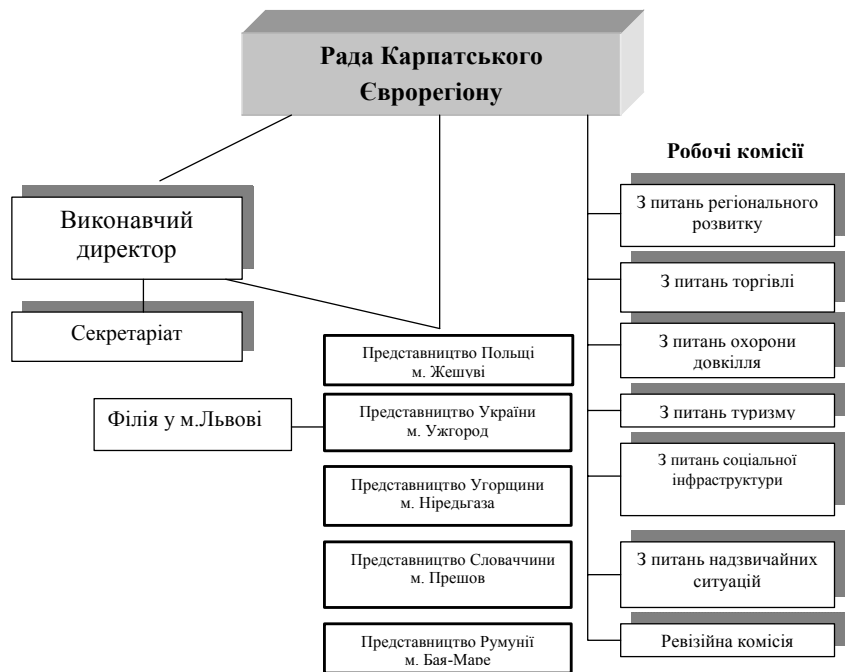 Рада Карпатського
Єврорегіону
Робочі комісії
Виконавчий
директор
Секретаріат
Філія у м.Львові
Представництво Польщі
м. Жешуві
Представництво України
м. Ужгород
Представництво Угорщини
м. Ніредьгаза
Представництво Словаччини
м. Прешов
Представництво Румунії
м. Бая-Маре
З питань регіонального
розвитку
З питань торгівлі
З питань охорони
довкілля
З питань туризму
З питань соціальної
інфраструктури
З питань надзвичайних
ситуацій
Ревізійна комісія